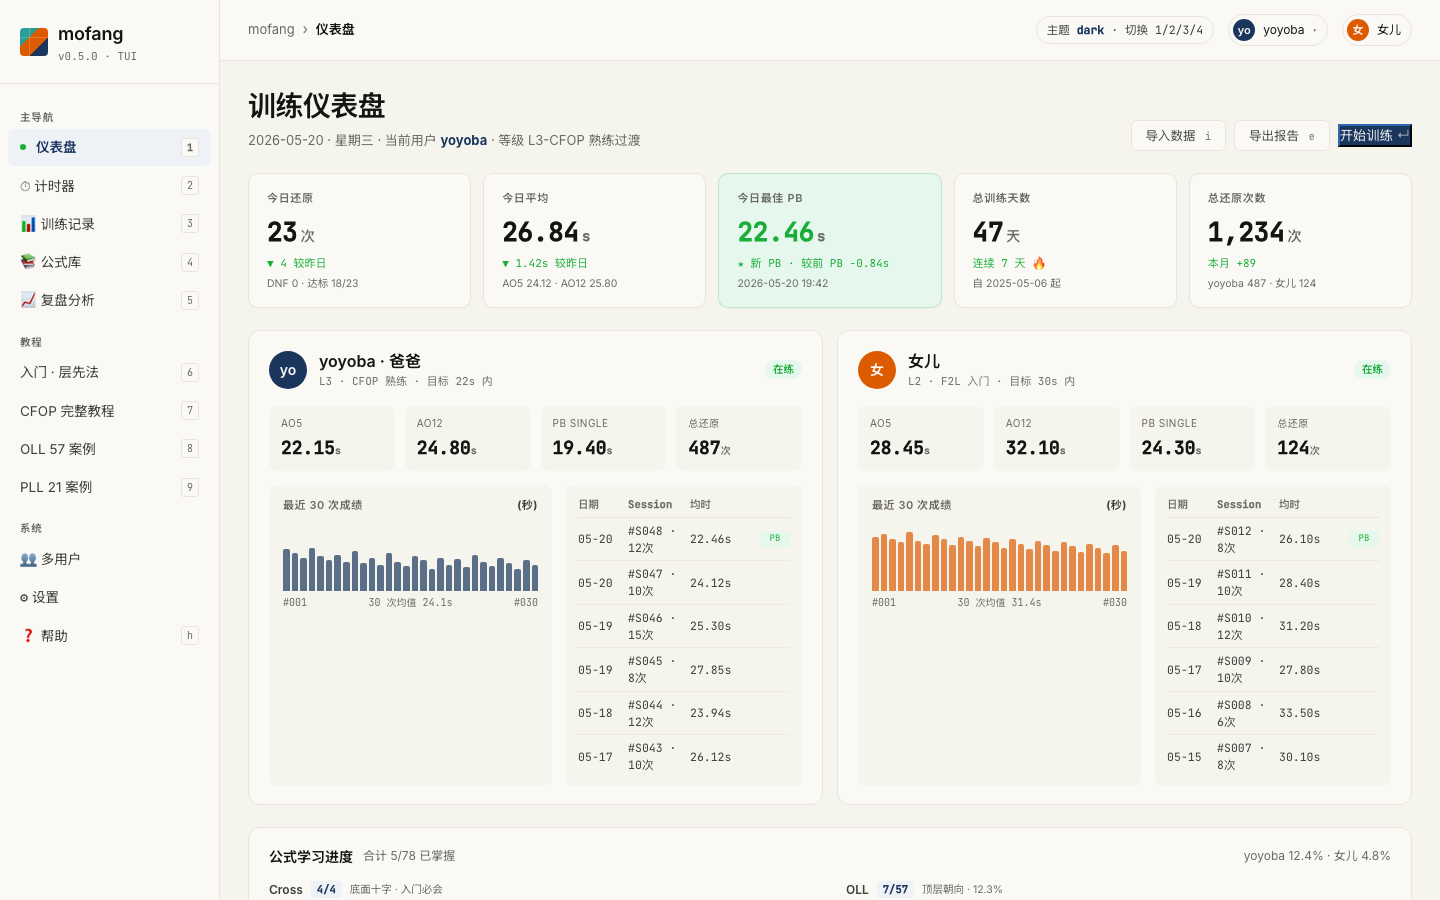 mofang
v0.5.0 · TUI
主导航
仪表盘 1
计时器 2
训练记录 3
公式库 4
复盘分析 5
教程
入门 · 层先法 6
CFOP 完整教程 7
OLL 57 案例 8
PLL 21 案例 9
系统
多用户
设置
帮助 h
mofang › 仪表盘
主题 dark · 切换 1/2/3/4
yo yoyoba ·
女 女儿
训练仪表盘
2026-05-20 · 星期三 · 当前用户 yoyoba · 等级 L3-CFOP 熟练过渡
导入数据 i
导出报告 e
开始训练 ↵
今日还原
23 次
▼ 4 较昨日
DNF 0 · 达标 18/23
今日平均
26.84 s
▼ 1.42s 较昨日
AO5 24.12 · AO12 25.80
今日最佳 PB
22.46 s
★ 新 PB · 较前 PB -0.84s
2026-05-20 19:42
总训练天数
47 天
连续 7 天 🔥
自 2025-05-06 起
总还原次数
1,234 次
本月 +89
yoyoba 487 · 女儿 124
yo
yoyoba · 爸爸
L3 · CFOP 熟练 · 目标 22s 内
在练
AO5
22.15s
AO12
24.80s
PB SINGLE
19.40s
总还原
487次
最近 30 次成绩 (秒)
#001 30 次均值 24.1s #030
日期 Session 均时
05-20 #S048 · 12次 22.46s PB
05-20 #S047 · 10次 24.12s
05-19 #S046 · 15次 25.30s
05-19 #S045 · 8次 27.85s
05-18 #S044 · 12次 23.94s
05-17 #S043 · 10次 26.12s
女
女儿
L2 · F2L 入门 · 目标 30s 内
在练
AO5
28.45s
AO12
32.10s
PB SINGLE
24.30s
总还原
124次
最近 30 次成绩 (秒)
#001 30 次均值 31.4s #030
日期 Session 均时
05-20 #S012 · 8次 26.10s PB
05-19 #S011 · 10次 28.40s
05-18 #S010 · 12次 31.20s
05-17 #S009 · 10次 27.80s
05-16 #S008 · 6次 33.50s
05-15 #S007 · 8次 30.10s
公式学习进度 合计 5/78 已掌握
yoyoba 12.4% · 女儿 4.8%
Cross 4/4 底面十字 · 入门必会
OLL 7/57 顶层朝向 · 12.3%